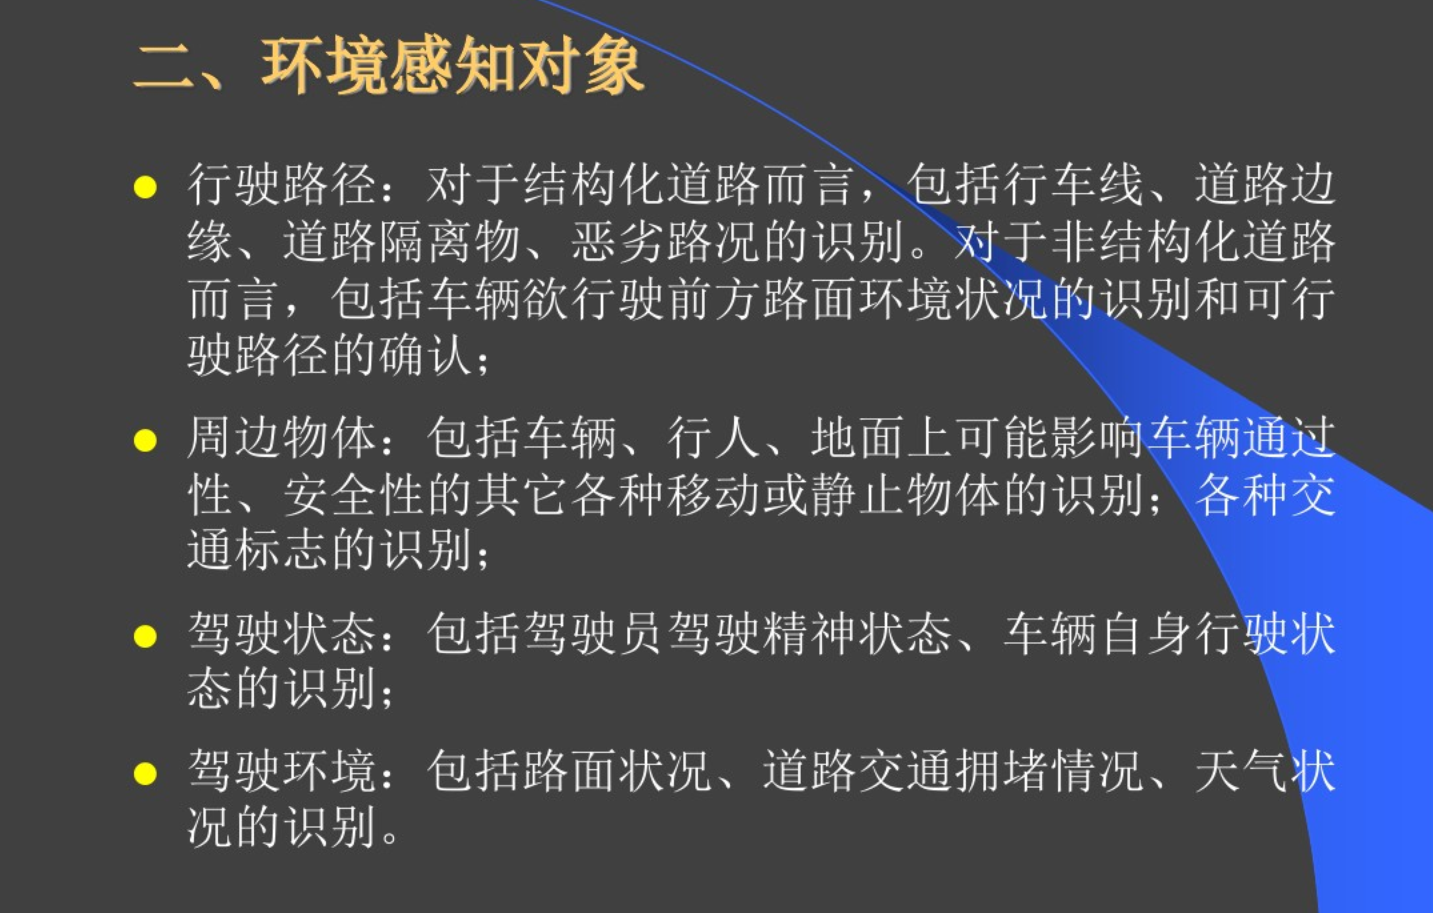 二、环境感知对象
行驶路径：对于结构化道路而言，包括行车线、道路边
缘、道路隔离物、恶劣路况的识别。对于非结构化道路
而言，包括车辆欲行驶前方路面环境状况的识别和可行
驶路径的确认；
周边物体：包括车辆、行人、地面上可能影响车辆通过
性、安全性的其它各种移动或静止物体的识别；各种交
通标志的识别；
驾驶状态：包括驾驶员驾驶精神状态、车辆自身行驶状
态的识别；
驾驶环境：包括路面状况、道路交通拥堵情况、天气状
况的识别。